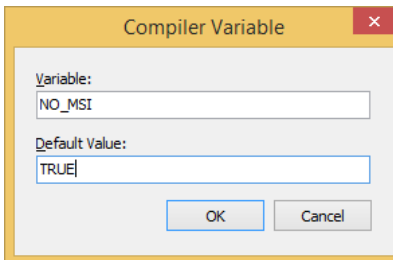 Compiler Variable
Variable:
NO_MSI
Default Value:
TRUE
OK Cancel